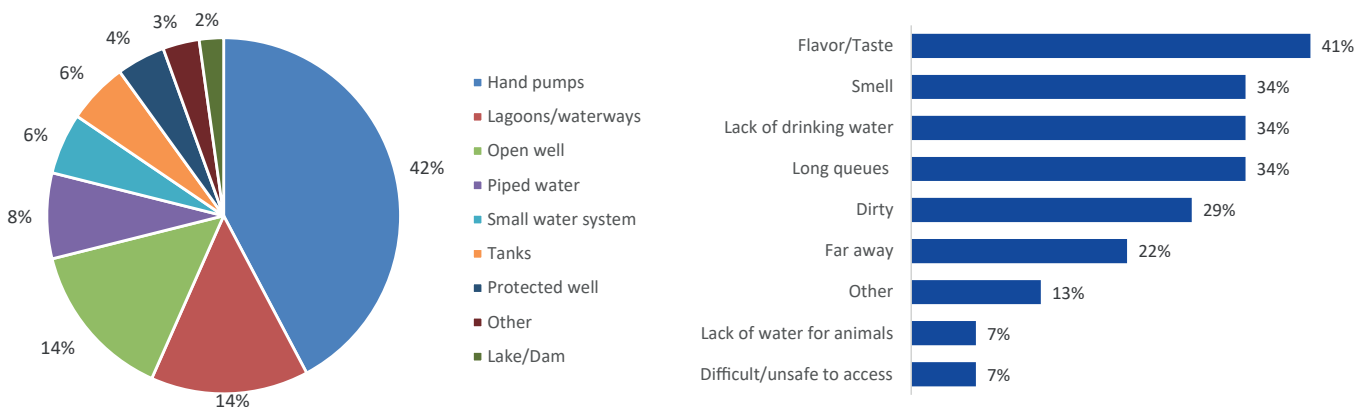 42%
14%
14%
8%
6%
6%
4%
3%
2%
Hand pumps
Lagoons/waterways
Open well
Piped water
Small water system
Tanks
Protected well
Other
Lake/Dam
Flavor/Taste 41%
Smell 34%
Lack of drinking water 34%
Long queues 34%
Dirty 29%
Far away 22%
Other 13%
Lack of water for animals 7%
Difficult/unsafe to access 7%